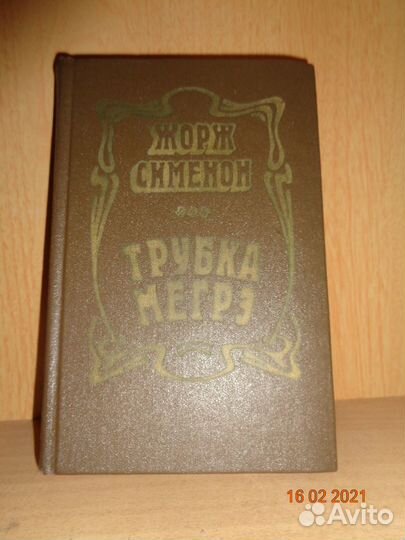 ЖОРЖ
СИМЕНОН
ТРУБКА
МЕГРЭ
16 02 2021
Avito